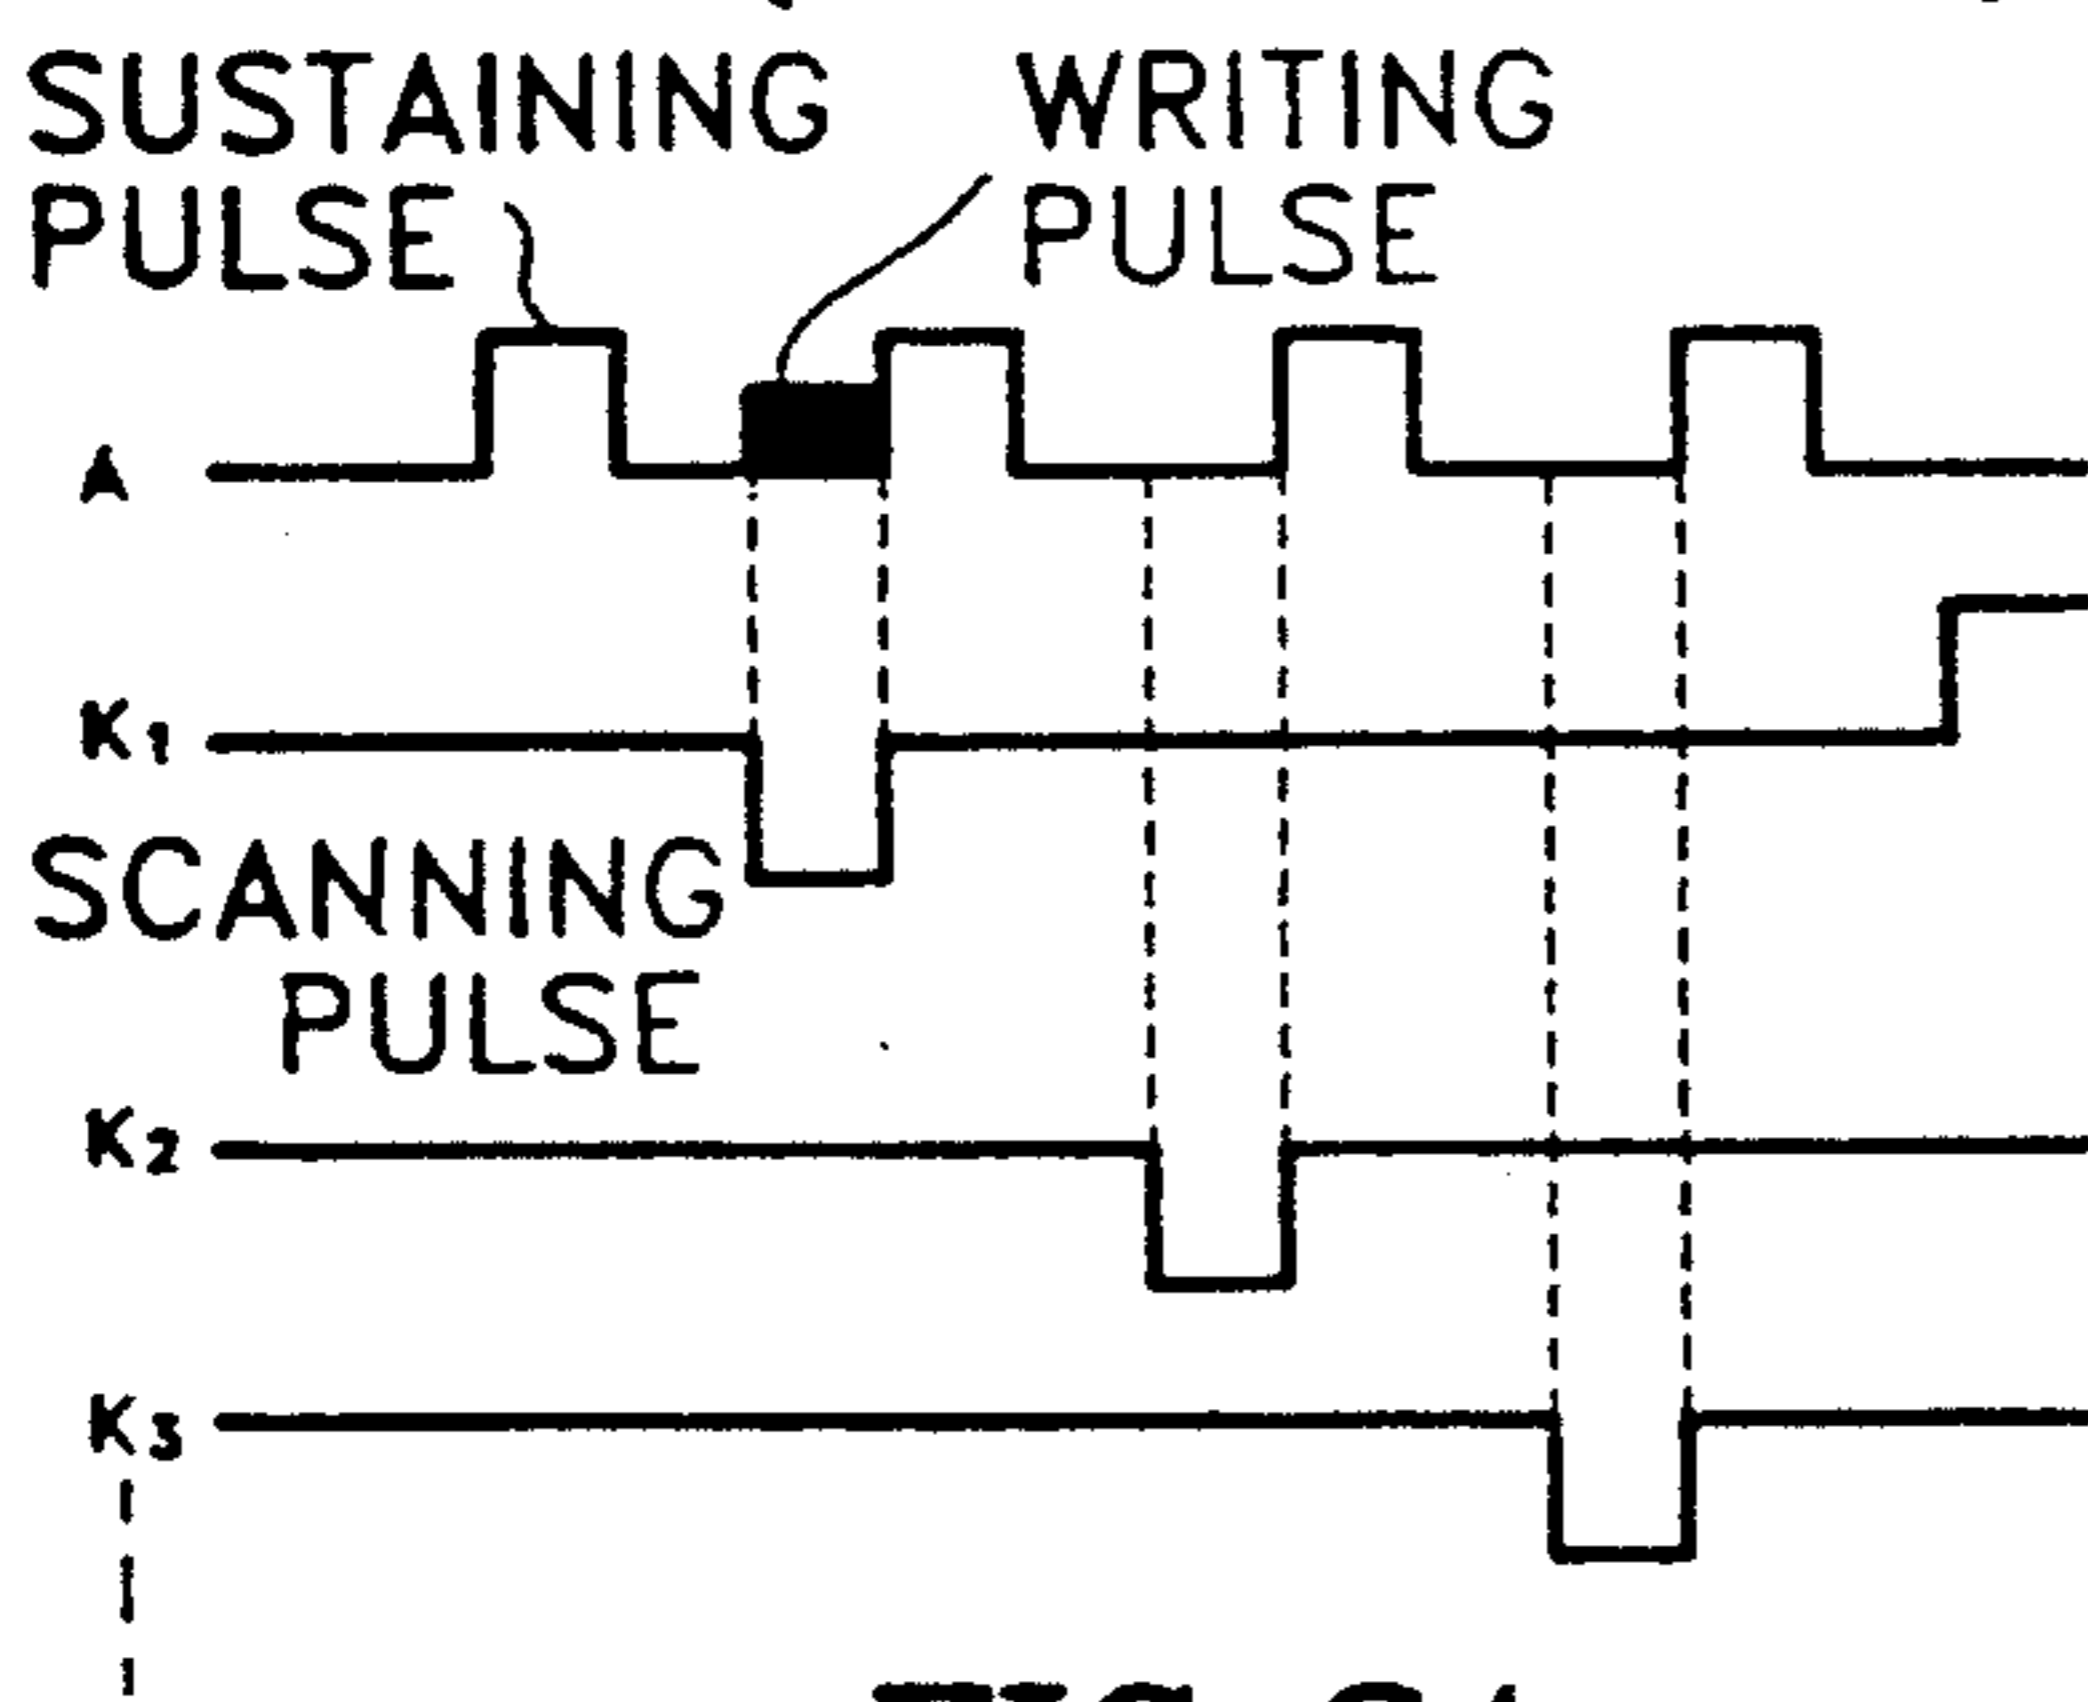 SUSTAINING WRITING
PULSE PULSE
A
K1
SCANNING
PULSE
K2
K3